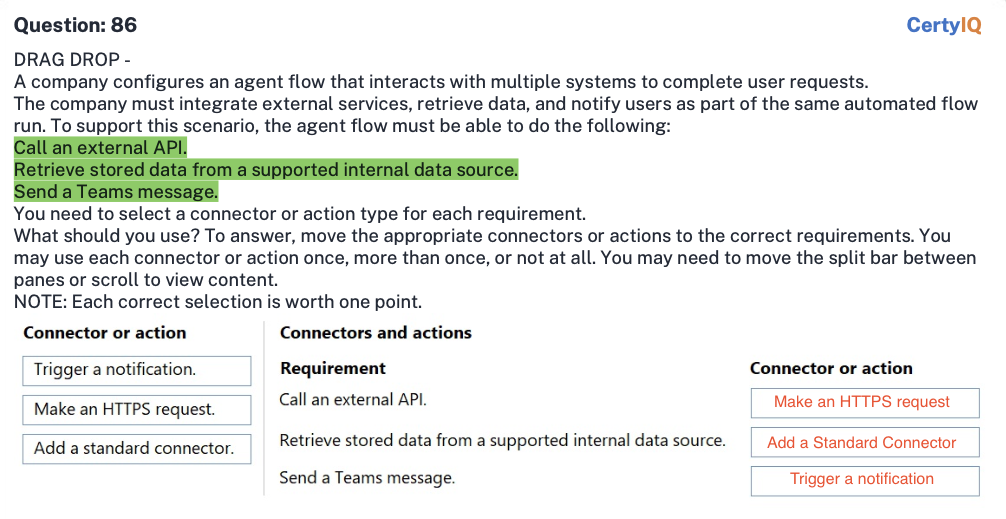 Question: 86
CertyIQ
DRAG DROP -
A company configures an agent flow that interacts with multiple systems to complete user requests.
The company must integrate external services, retrieve data, and notify users as part of the same automated flow
run. To support this scenario, the agent flow must be able to do the following:
Call an external API.
Retrieve stored data from a supported internal data source.
Send a Teams message.
You need to select a connector or action type for each requirement.
What should you use? To answer, move the appropriate connectors or actions to the correct requirements. You
may use each connector or action once, more than once, or not at all. You may need to move the split bar between
panes or scroll to view content.
NOTE: Each correct selection is worth one point.
Connector or action
Trigger a notification.
Make an HTTPS request.
Add a standard connector.
Connectors and actions
Requirement
Connector or action
Call an external API.
Make an HTTPS request
Retrieve stored data from a supported internal data source.
Add a Standard Connector
Send a Teams message.
Trigger a notification